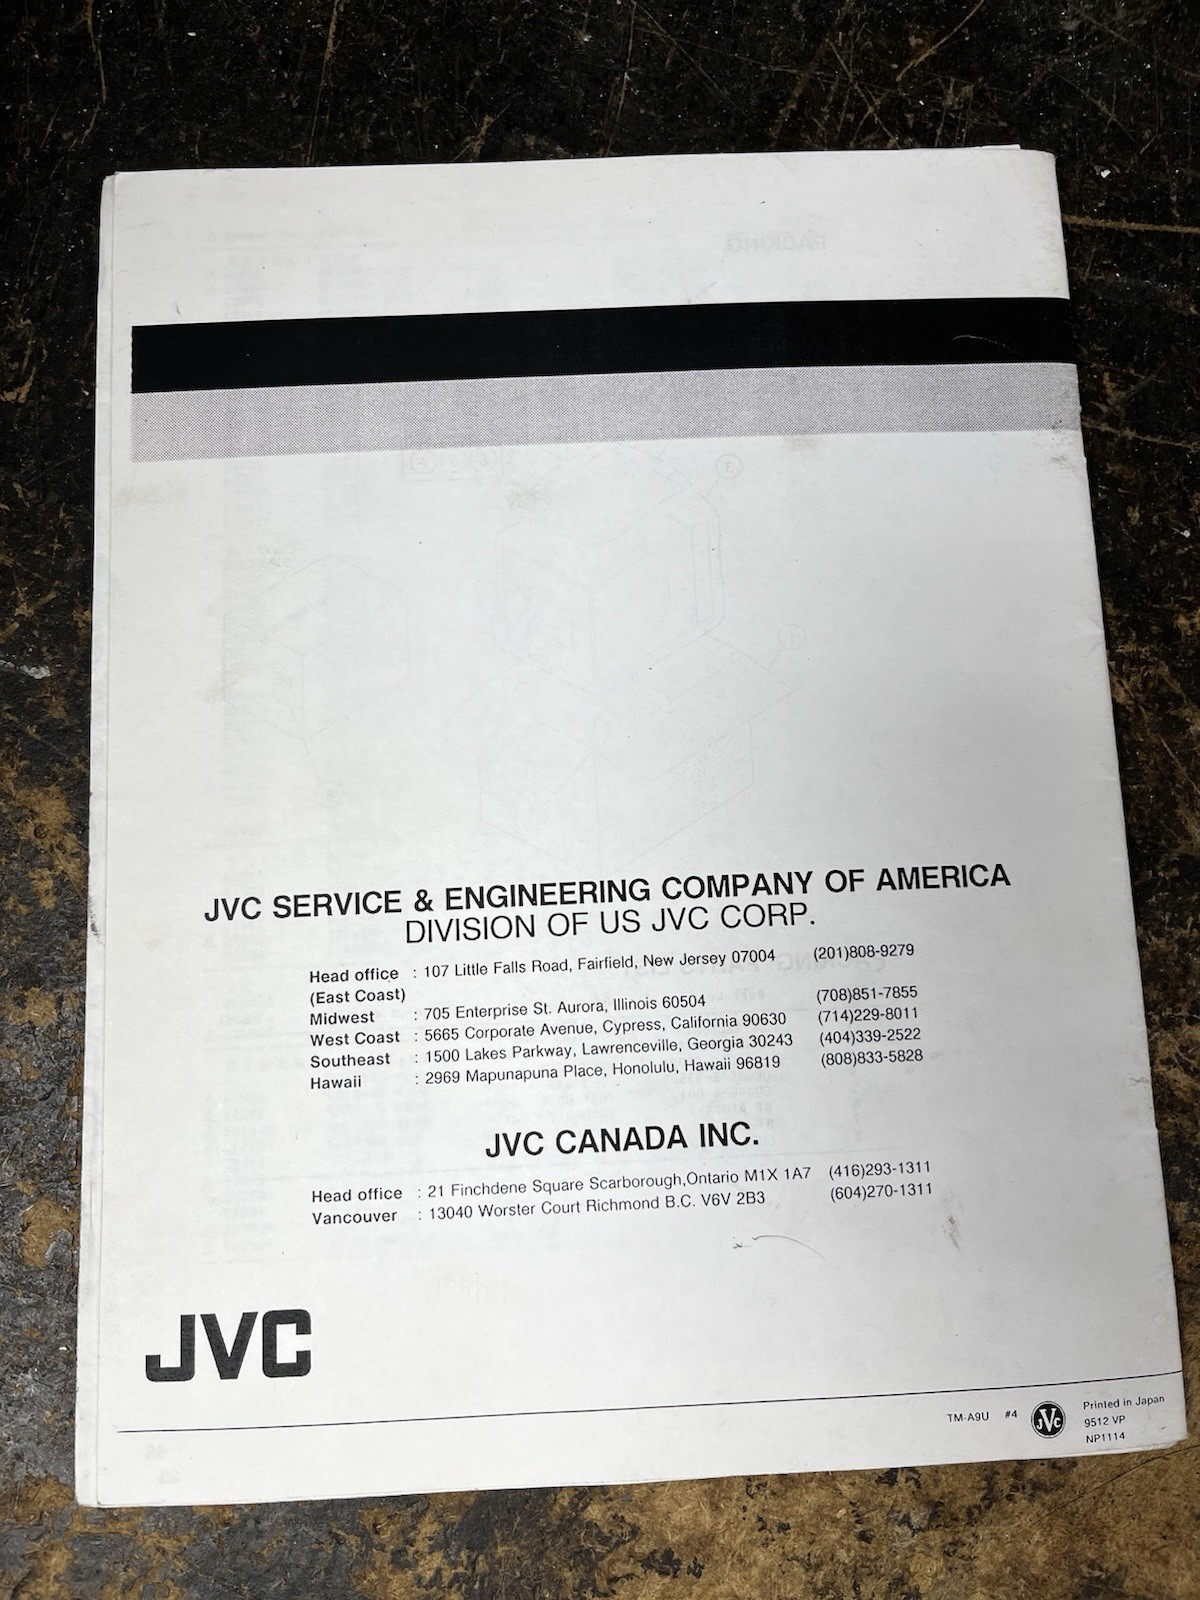 PACKING
JVC SERVICE & ENGINEERING COMPANY OF AMERICA
DIVISION OF US JVC CORP.
Head office : 107 Little Falls Road, Fairfield, New Jersey 07004 (201)808-9279
(East Coast)
Midwest : 705 Enterprise St. Aurora, Illinois 60504 (708)851-7855
West Coast : 5665 Corporate Avenue, Cypress, California 90630 (714)229-8011
Southeast : 1500 Lakes Parkway, Lawrenceville, Georgia 30243 (404)339-2522
Hawaii : 2969 Mapunapuna Place, Honolulu, Hawaii 96819 (808)833-5828
JVC CANADA INC.
Head office : 21 Finchdene Square Scarborough,Ontario M1X 1A7 (416)293-1311
Vancouver : 13040 Worster Court Richmond B.C. V6V 2B3 (604)270-1311
JVC
TM-A9U #4 JVC Printed in Japan
9512 VP
NP1114